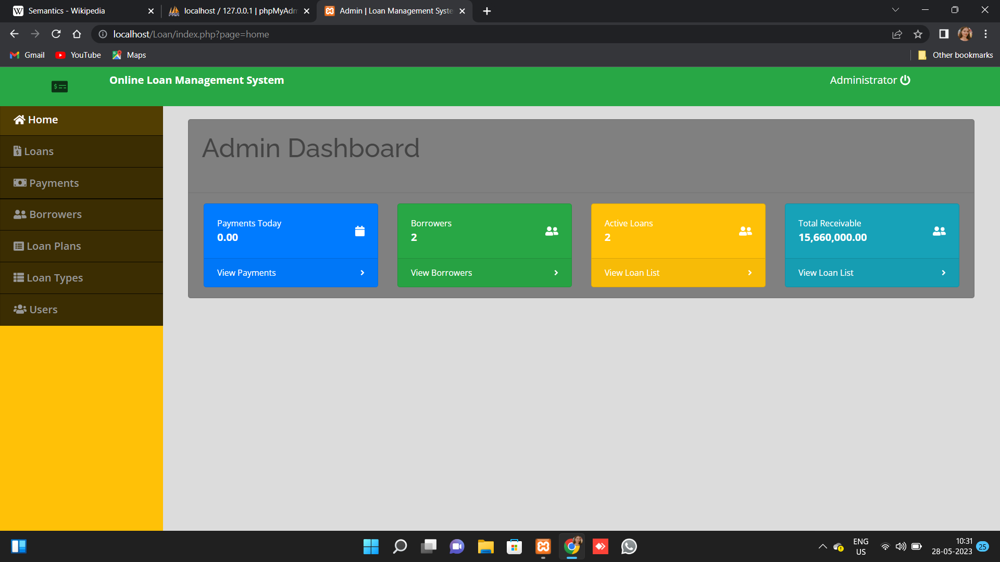 Semantics - Wikipedia
localhost / 127.0.0.1 | phpMyAdm
Admin | Loan Management Syste
localhost/Loan/index.php?page=home
Gmail
YouTube
Maps
Other bookmarks
Online Loan Management System
Administrator
Home
Loans
Payments
Borrowers
Loan Plans
Loan Types
Users
Admin Dashboard
Payments Today
0.00
View Payments
Borrowers
2
View Borrowers
Active Loans
2
View Loan List
Total Receivable
15,660,000.00
View Loan List
ENG
US
10:31
28-05-2023
25